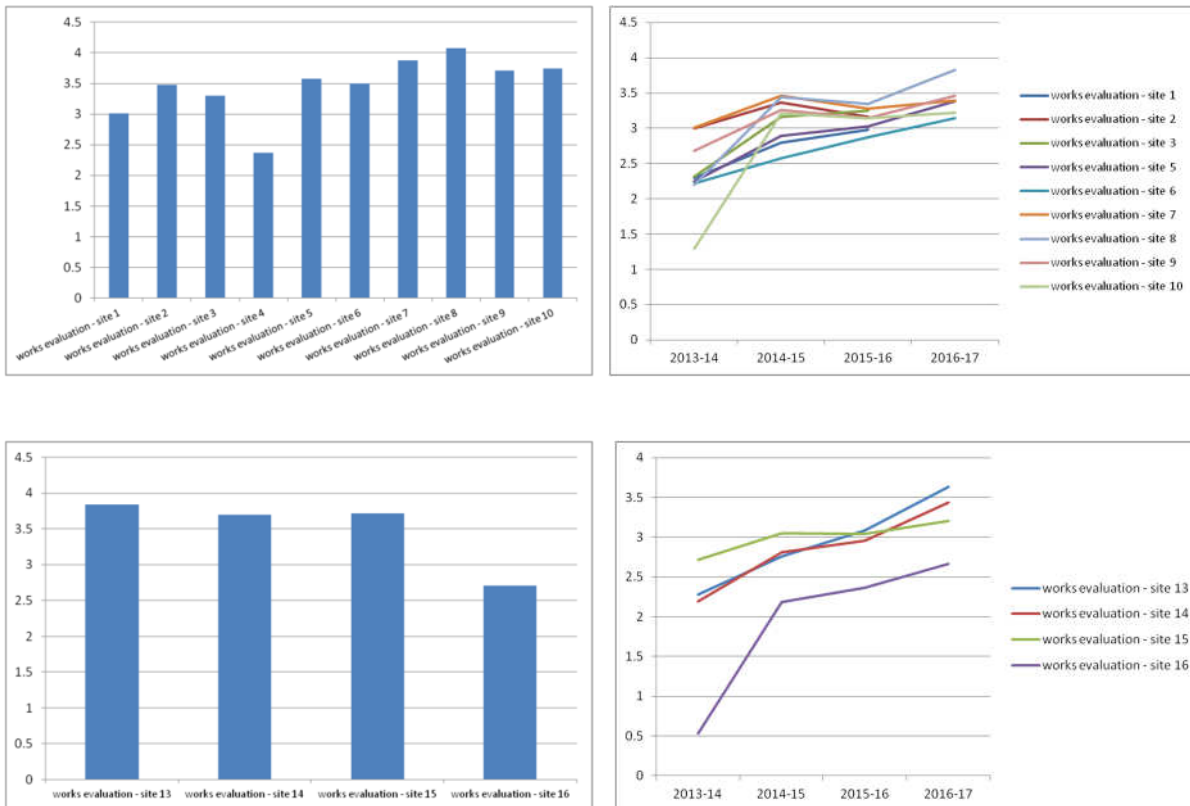 4.5
4
3.5
3
2.5
2
1.5
1
0.5
0
works evaluation - site 1
works evaluation - site 2
works evaluation - site 3
works evaluation - site 4
works evaluation - site 5
works evaluation - site 6
works evaluation - site 7
works evaluation - site 8
works evaluation - site 9
works evaluation - site 10
4.5
4
3.5
3
2.5
2
1.5
1
0.5
0
2013-14 2014-15 2015-16 2016-17
works evaluation - site 1
works evaluation - site 2
works evaluation - site 3
works evaluation - site 5
works evaluation - site 6
works evaluation - site 7
works evaluation - site 8
works evaluation - site 9
works evaluation - site 10
4.5
4
3.5
3
2.5
2
1.5
1
0.5
0
works evaluation - site 13 works evaluation - site 14 works evaluation - site 15 works evaluation - site 16
4
3.5
3
2.5
2
1.5
1
0.5
0
2013-14 2014-15 2015-16 2016-17
works evaluation - site 13
works evaluation - site 14
works evaluation - site 15
works evaluation - site 16